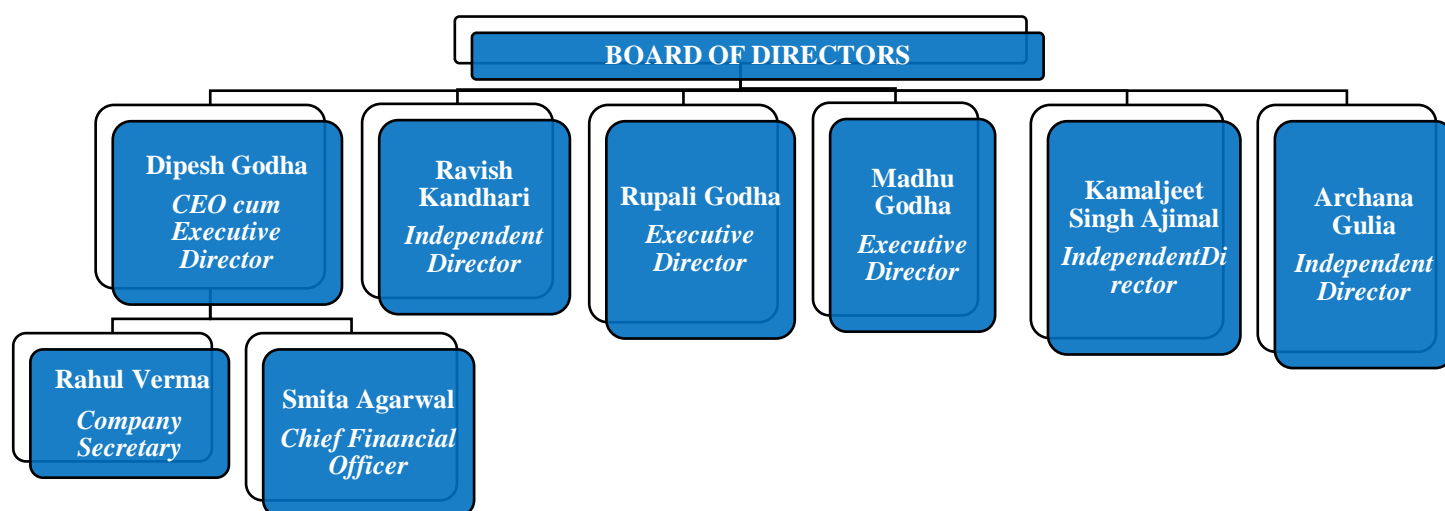 BOARD OF DIRECTORS
Dipesh Godha
CEO cum
Executive
Director
Ravish
Kandhari
Independent
Director
Rupali Godha
Executive
Director
Madhu
Godha
Executive
Director
Kamaljeet
Singh Ajimal
IndependentDi
rector
Archana
Gulia
Independent
Director
Rahul Verma
Company
Secretary
Smita Agarwal
Chief Financial
Officer